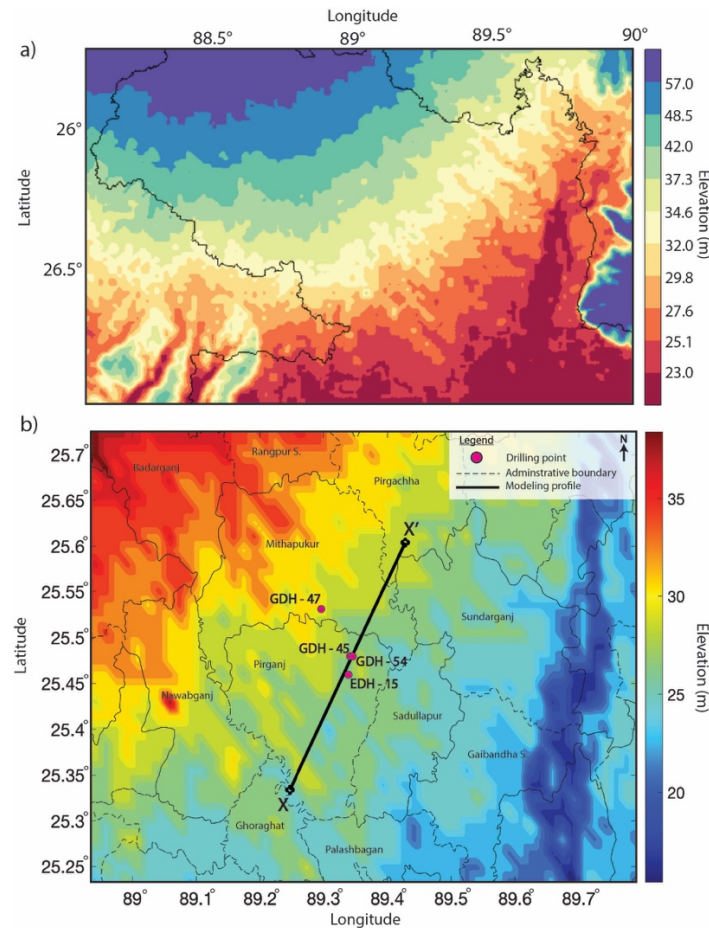 Longitude
a)
88.5° 89° 89.5° 90°
26°
26.5°
Latitude
57.0
48.5
42.0
37.3
34.6
32.0
29.8
27.6
25.1
23.0
Elevation (m)
b)
Legend
Drilling point
Adminstrative boundary
Modeling profile
N
25.7°
25.65°
25.6°
25.55°
25.5°
25.45°
25.4°
25.35°
25.3°
25.25°
Latitude
Badarganj
Rangpur S.
Pirgachha
Mithapukur
X'
GDH - 47
Sundarganj
GDH - 45
GDH - 54
Pirganj
EDH - 15
Nawabganj
Sadullapur
Gaibandha S.
X
Ghoraghat
Palashbagan
35
30
25
20
Elevation (m)
89° 89.1° 89.2° 89.3° 89.4° 89.5° 89.6° 89.7°
Longitude